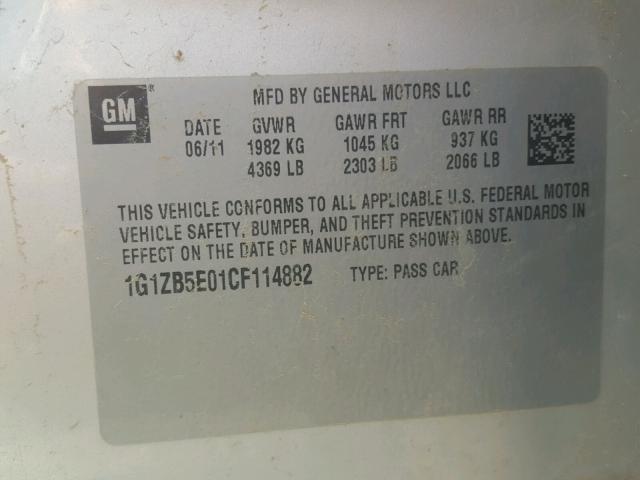 GM ®
MFD BY GENERAL MOTORS LLC
DATE GVWR GAWR FRT GAWR RR
06/11 1982 KG 1045 KG 937 KG
4369 LB 2303 LB 2066 LB
THIS VEHICLE CONFORMS TO ALL APPLICABLE U.S. FEDERAL MOTOR
VEHICLE SAFETY, BUMPER, AND THEFT PREVENTION STANDARDS IN
EFFECT ON THE DATE OF MANUFACTURE SHOWN ABOVE.
1G1ZB5E01CF114882 TYPE: PASS CAR